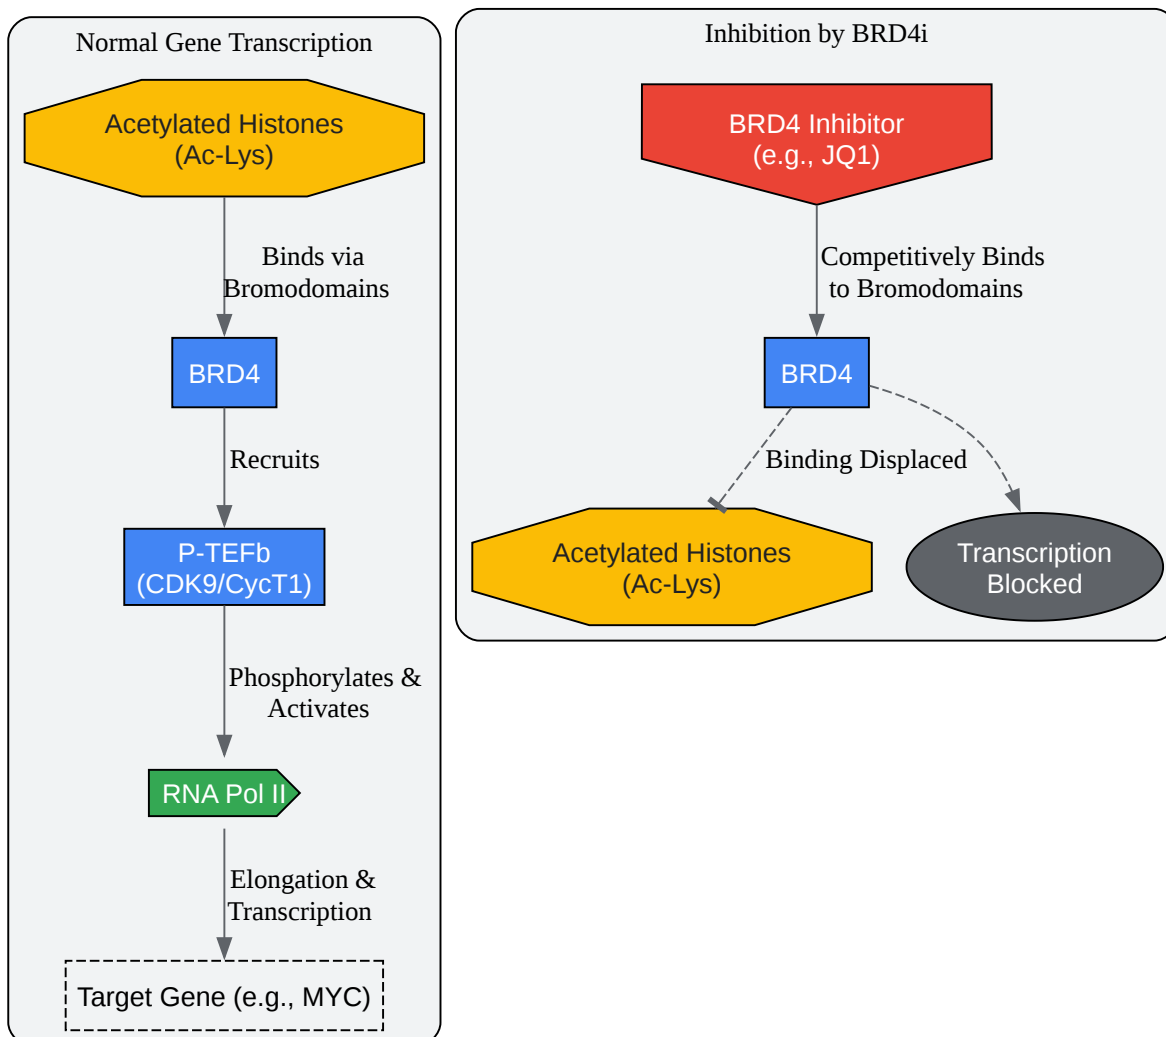 Normal Gene Transcription
Acetylated Histones
(Ac-Lys)
Binds via
Bromodomains
BRD4
Recruits
P-TEFb
(CDK9/CycT1)
Phosphorylates &
Activates
RNA Pol II
Elongation &
Transcription
Target Gene (e.g., MYC)
Inhibition by BRD4i
BRD4 Inhibitor
(e.g., JQ1)
Competitively Binds
to Bromodomains
BRD4
Binding Displaced
Acetylated Histones
(Ac-Lys)
Transcription
Blocked